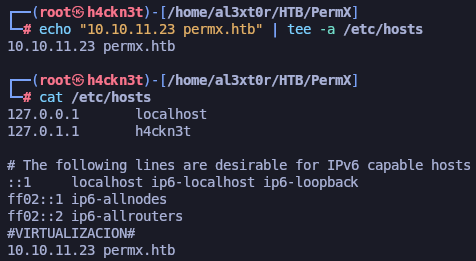 ┌──(root㉿h4ckn3t)-[/home/al3xt0r/HTB/PermX]
└─# echo "10.10.11.23 permx.htb" | tee -a /etc/hosts
10.10.11.23 permx.htb
┌──(root㉿h4ckn3t)-[/home/al3xt0r/HTB/PermX]
└─# cat /etc/hosts
127.0.0.1       localhost
127.0.1.1       h4ckn3t
# The following lines are desirable for IPv6 capable hosts
::1     localhost ip6-localhost ip6-loopback
ff02::1 ip6-allnodes
ff02::2 ip6-allrouters
#VIRTUALIZACION#
10.10.11.23 permx.htb